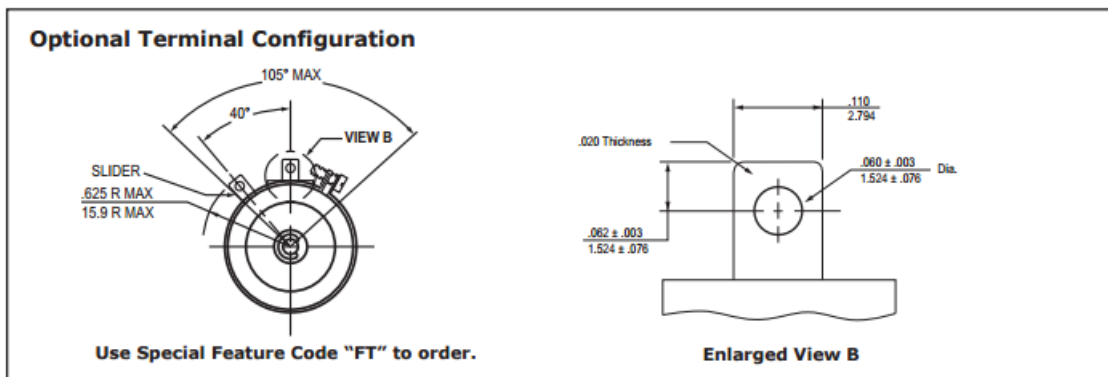 Optional Terminal Configuration
105° MAX
40°
VIEW B
SLIDER
.625 R MAX
15.9 R MAX
Use Special Feature Code “FT” to order.
.110
2.794
.020 Thickness
.060 ± .003
1.524 ± .076
Dia.
.062 ± .003
1.524 ± .076
Enlarged View B